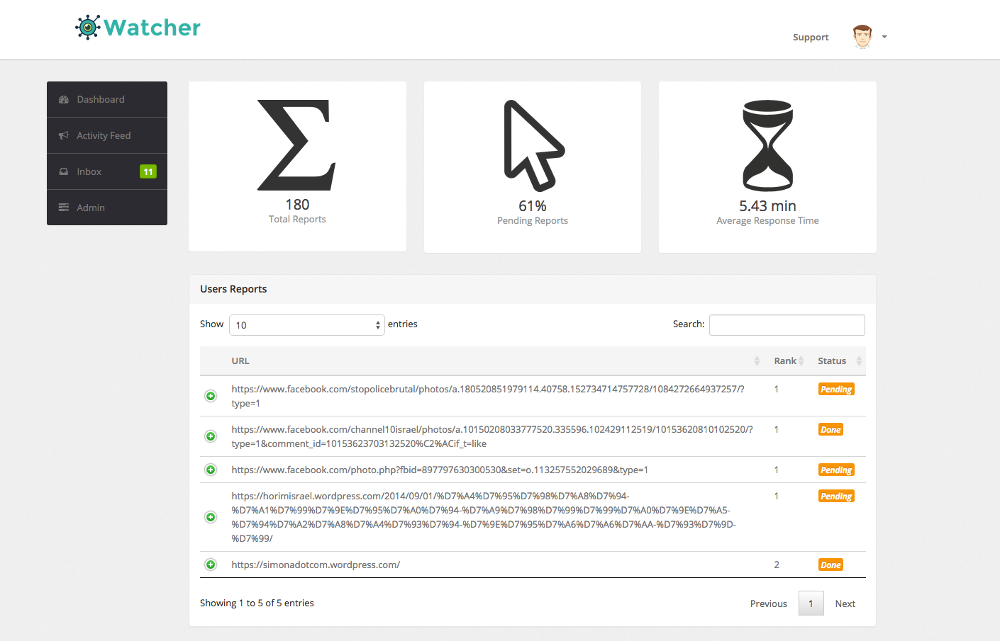 Watcher
Support
Dashboard
Activity Feed
Inbox 11
Admin
Σ
180
Total Reports
61%
Pending Reports
5.43 min
Average Response Time
Users Reports
Show 10 entries
Search:
URL Rank Status
https://www.facebook.com/stopolicebrutal/photos/a.180520851979114.40758.152734714757728/1084272664937257/? 1 Pending
type=1
https://www.facebook.com/channel10israel/photos/a.10150208033777520.335596.102429112519/10153620810102520/? 1 Done
type=1&comment_id=10153623703132520%C2%ACif_t=like
https://www.facebook.com/photo.php?fbid=897797630300530&set=o.113257552029689&type=1 1 Pending
https://horimisrael.wordpress.com/2014/09/01/%D7%A4%D7%95%D7%98%D7%A8%D7%94- 1 Pending
%D7%A1%D7%99%D7%9E%D7%95%D7%A0%D7%94-%D7%A9%D7%98%D7%99%D7%99%D7%A0%D7%9E%D7%A5-
%D7%94%D7%A2%D7%A8%D7%A4%D7%93%D7%94-%D7%9E%D7%95%D7%A6%D7%A6%D7%AA-%D7%93%D7%9D-
%D7%99/
https://simonadotcom.wordpress.com/ 2 Done
Showing 1 to 5 of 5 entries
Previous 1 Next